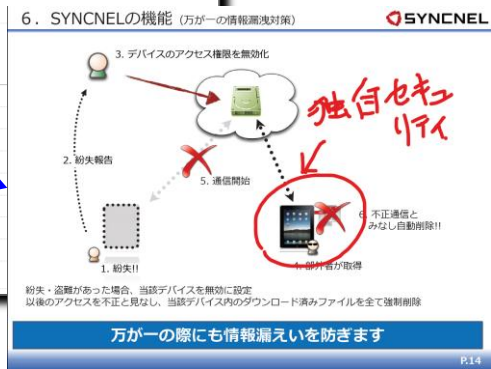 6．SYNCNELの機能（万が一の情報漏洩対策）
SYNCNEL
3. デバイスのアクセス権限を無効化
独自セキュ
リティ
2. 紛失報告
5. 通信開始
6. 不正通信と
みなし自動削除!!
1. 紛失!!
4. 部外者が取得
紛失・盗難があった場合、当該デバイスを無効に設定
以後のアクセスを不正と見なし、当該デバイス内のダウンロード済みファイルを全て強制削除
万が一の際にも情報漏えいを防ぎます
P.14